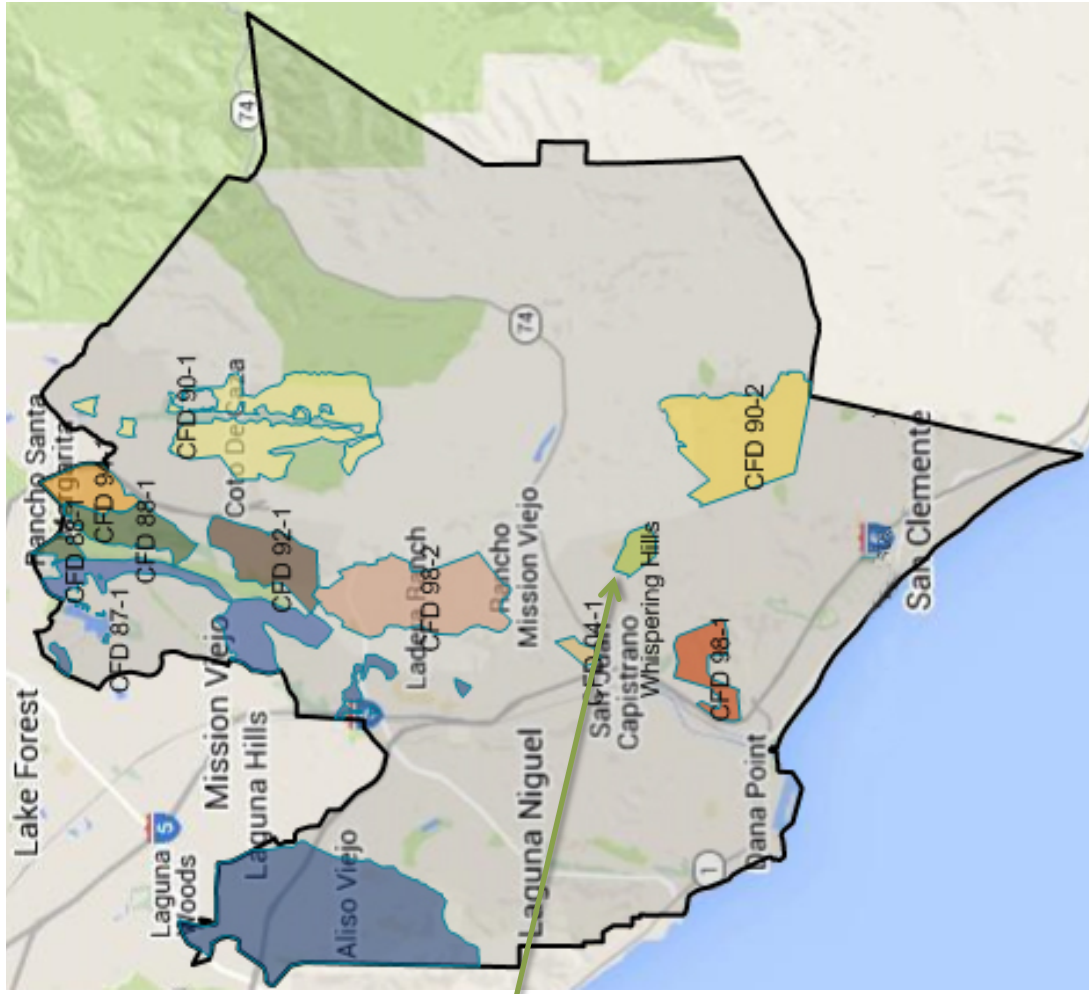 Lake Forest
Rancho Santa
Margarita
CFD 88-1
CFD 88-1
CFD 87-1
CFD 90-1
Coto De Caza
CFD 92-1
74
Mission Viejo
Laguna Hills
5
Laguna
Woods
Aliso Viejo
Ladera Ranch
CFD 98-2
74
Rancho
Mission Viejo
Laguna Niguel
CFD 04-1
San Juan
Capistrano
Whispering Hills
CFD 90-2
CFD 98-1
Dana Point
1
San Clemente